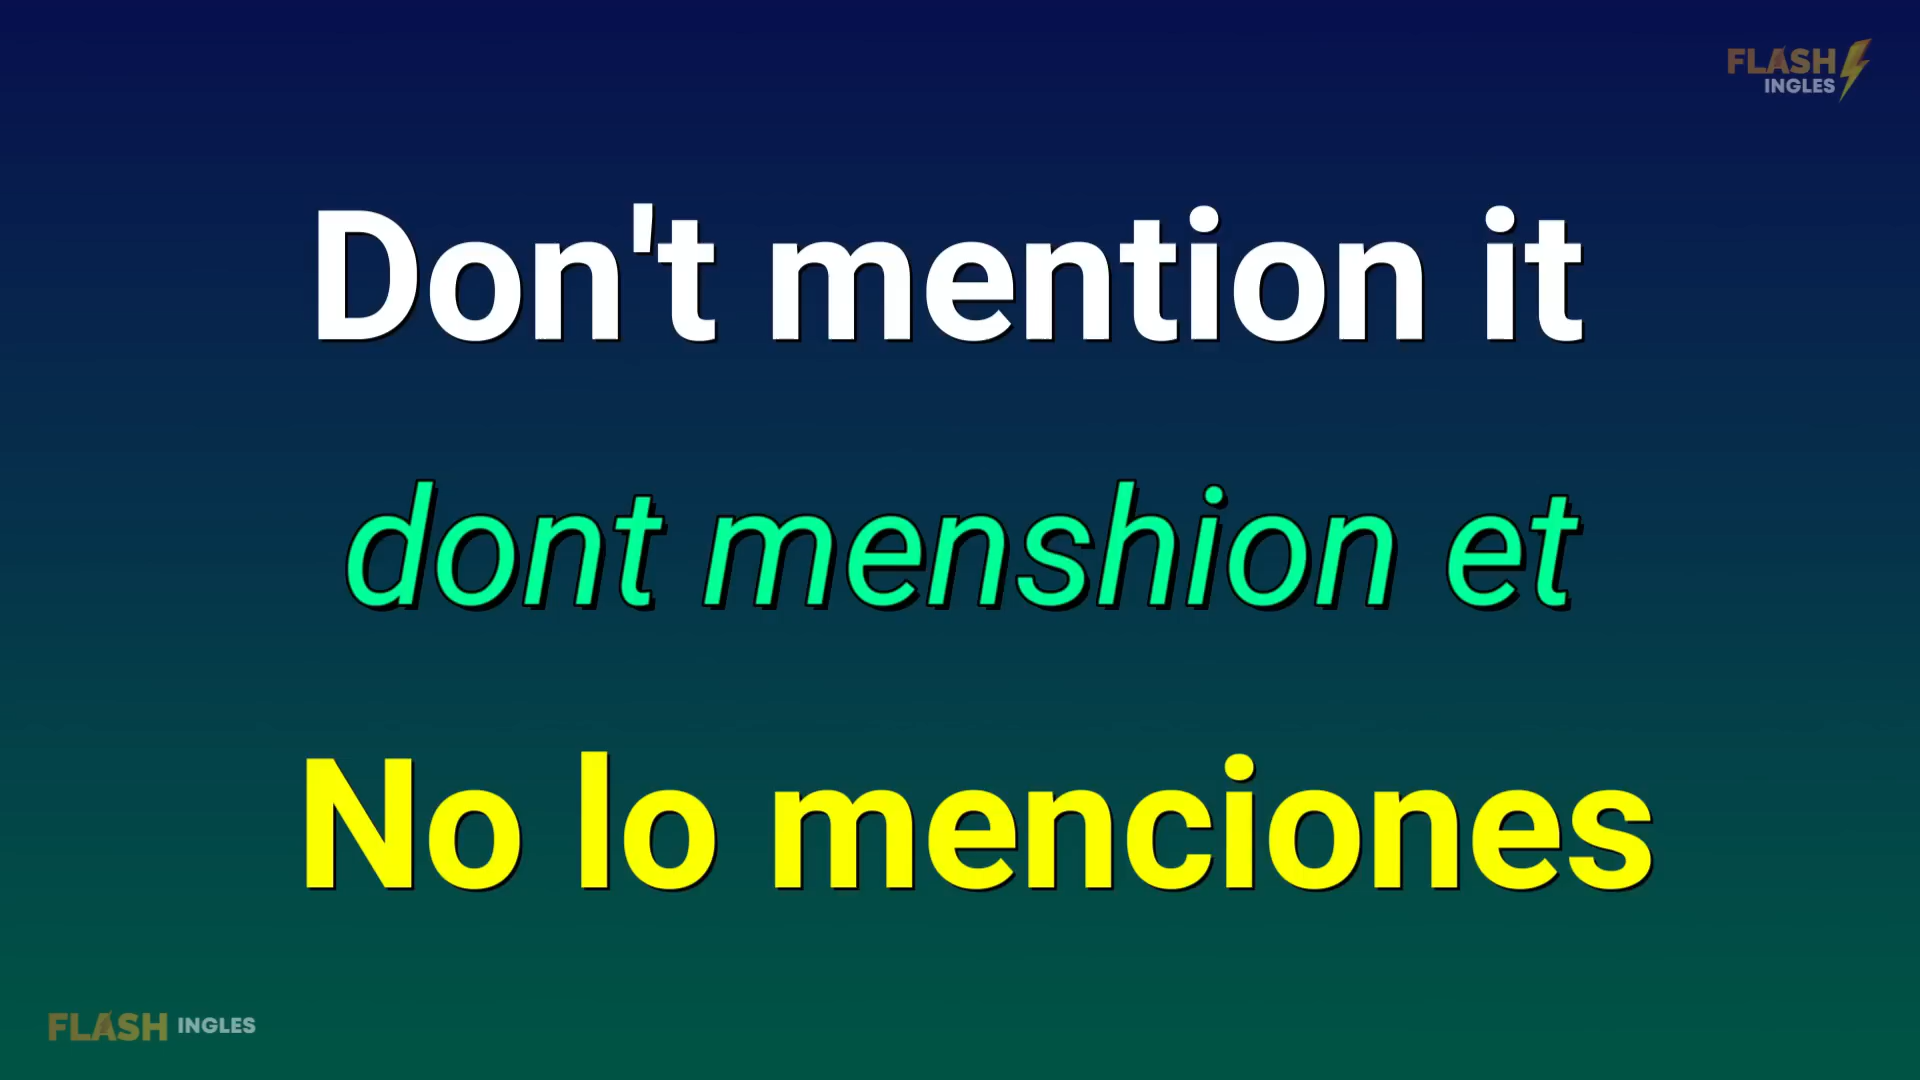 FLASH
INGLES
Don't mention it
dont menshion et
No lo menciones
FLASH INGLES